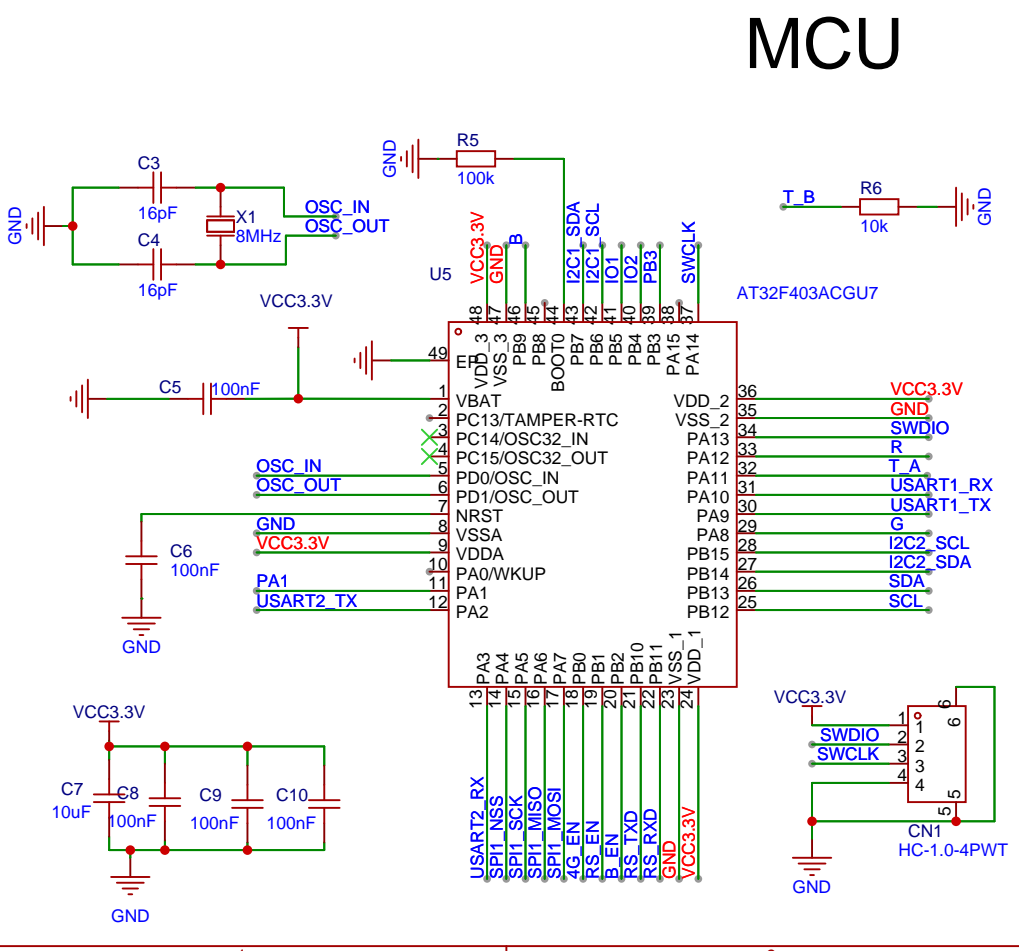 MCU
C3
16pF
GND
X1
8MHz
C4
16pF
OSC_IN
OSC_OUT
GND
R5
100k
T_B
R6
10k
GND
VCC3.3V
GND
B
I2C1_SDA
I2C1_SCL
IO1
IO2
PB3
SWCLK
U5
AT32F403ACGU7
48 47 46 45 44 43 42 41 40 39 38 37
VDD_3
VSS_3
PB9
PB8
BOOT0
PB7
PB6
PB5
PB4
PB3
PA15
PA14
VCC3.3V
C5
100nF
49 EP
1 VBAT
2 PC13/TAMPER-RTC
3 PC14/OSC32_IN
4 PC15/OSC32_OUT
OSC_IN 5 PD0/OSC_IN
OSC_OUT 6 PD1/OSC_OUT
7 NRST
GND 8 VSSA
VCC3.3V 9 VDDA
10 PA0/WKUP
PA1 11 PA1
USART2_TX 12 PA2
C6
100nF
GND
VDD_2 36 VCC3.3V
VSS_2 35 GND
PA13 34 SWDIO
PA12 33 R
PA11 32 T_A
PA10 31 USART1_RX
PA9 30 USART1_TX
PA8 29 G
PB15 28 I2C2_SCL
PB14 27 I2C2_SDA
PB13 26 SDA
PB12 25 SCL
PA3
PA4
PA5
PA6
PA7
PB0
PB1
PB2
PB10
PB11
VSS_1
VDD_1
13 14 15 16 17 18 19 20 21 22 23 24
USART2_RX
SPI1_NSS
SPI1_SCK
SPI1_MISO
SPI1_MOSI
4G_EN
RS_EN
B_EN
RS_TXD
RS_RXD
GND
VCC3.3V
VCC3.3V
C7
10uF
C8
100nF
C9
100nF
C10
100nF
GND
VCC3.3V
SWDIO
SWCLK
1 1
2 2
3 3
4 4
6 6
5 5
CN1
HC-1.0-4PWT
GND